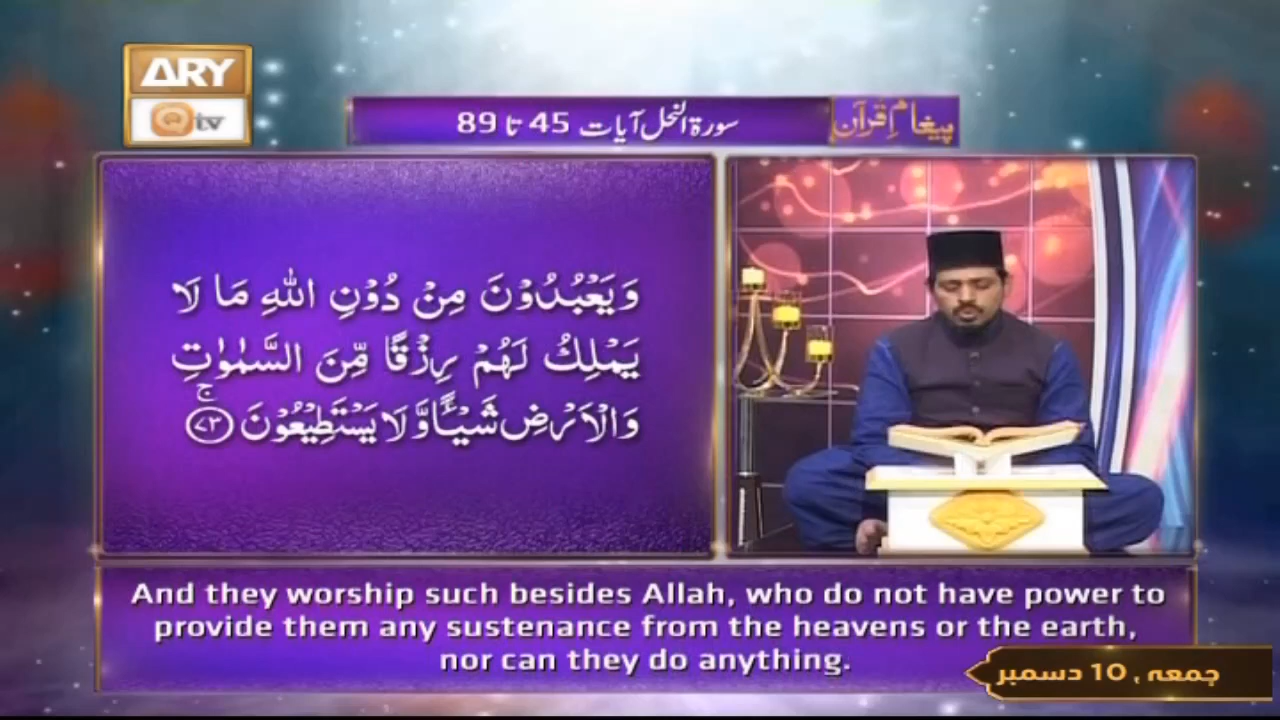 ARY
Qtv
پیغامِ قرآن
سورۃ النحل آیات 45 تا 89
وَيَعْبُدُوْنَ مِنْ دُوْنِ اللّٰهِ مَا لَا
يَمْلِكُ لَهُمْ رِزْقًا مِّنَ السَّمٰوٰتِ
وَالْاَرْضِ شَيْـًٔا وَّلَا يَسْتَطِيْعُوْنَ ۚ﴿۷۳﴾
And they worship such besides Allah, who do not have power to
provide them any sustenance from the heavens or the earth,
nor can they do anything.
جمعہ , 10 دسمبر